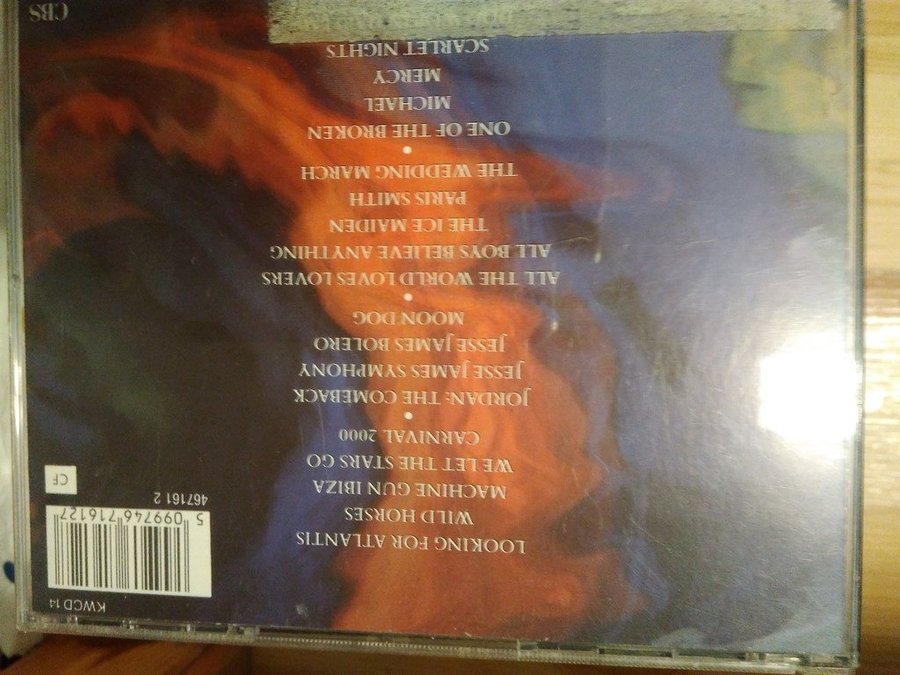 KWCD 14
5 099746 716127
467161 2
CF
LOOKING FOR ATLANTIS
WILD HORSES
MACHINE GUN IBIZA
WE LET THE STARS GO
CARNIVAL 2000
JORDAN: THE COMEBACK
JESSE JAMES SYMPHONY
JESSE JAMES BOLERO
MOON DOG
ALL THE WORLD LOVES LOVERS
ALL BOYS BELIEVE ANYTHING
THE ICE MAIDEN
PARIS SMITH
THE WEDDING MARCH
ONE OF THE BROKEN
MICHAEL
MERCY
SCARLET NIGHTS
CBS